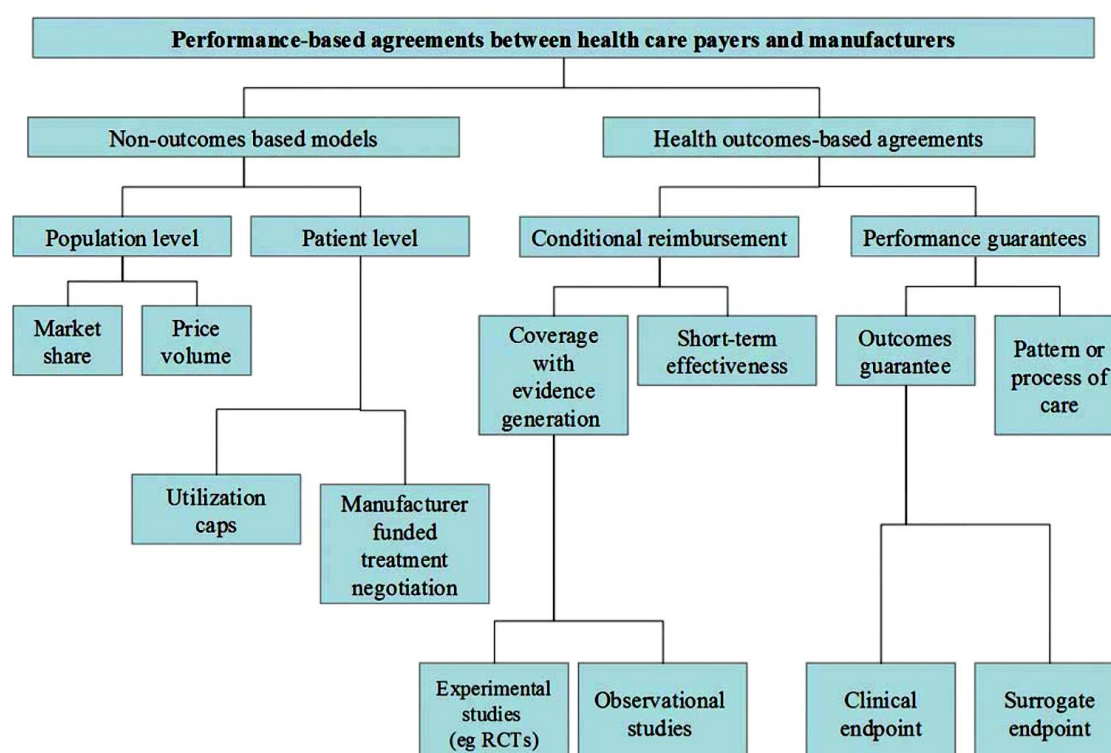 Performance-based agreements between health care payers and manufacturers
Non-outcomes based models
Health outcomes-based agreements
Population level
Patient level
Conditional reimbursement
Performance guarantees
Market
share
Price
volume
Coverage
with
evidence
generation
Short-term
effectiveness
Outcomes
guarantee
Pattern or
process of
care
Utilization
caps
Manufacturer
funded
treatment
negotiation
Experimental
studies
(eg RCTs)
Observational
studies
Clinical
endpoint
Surrogate
endpoint